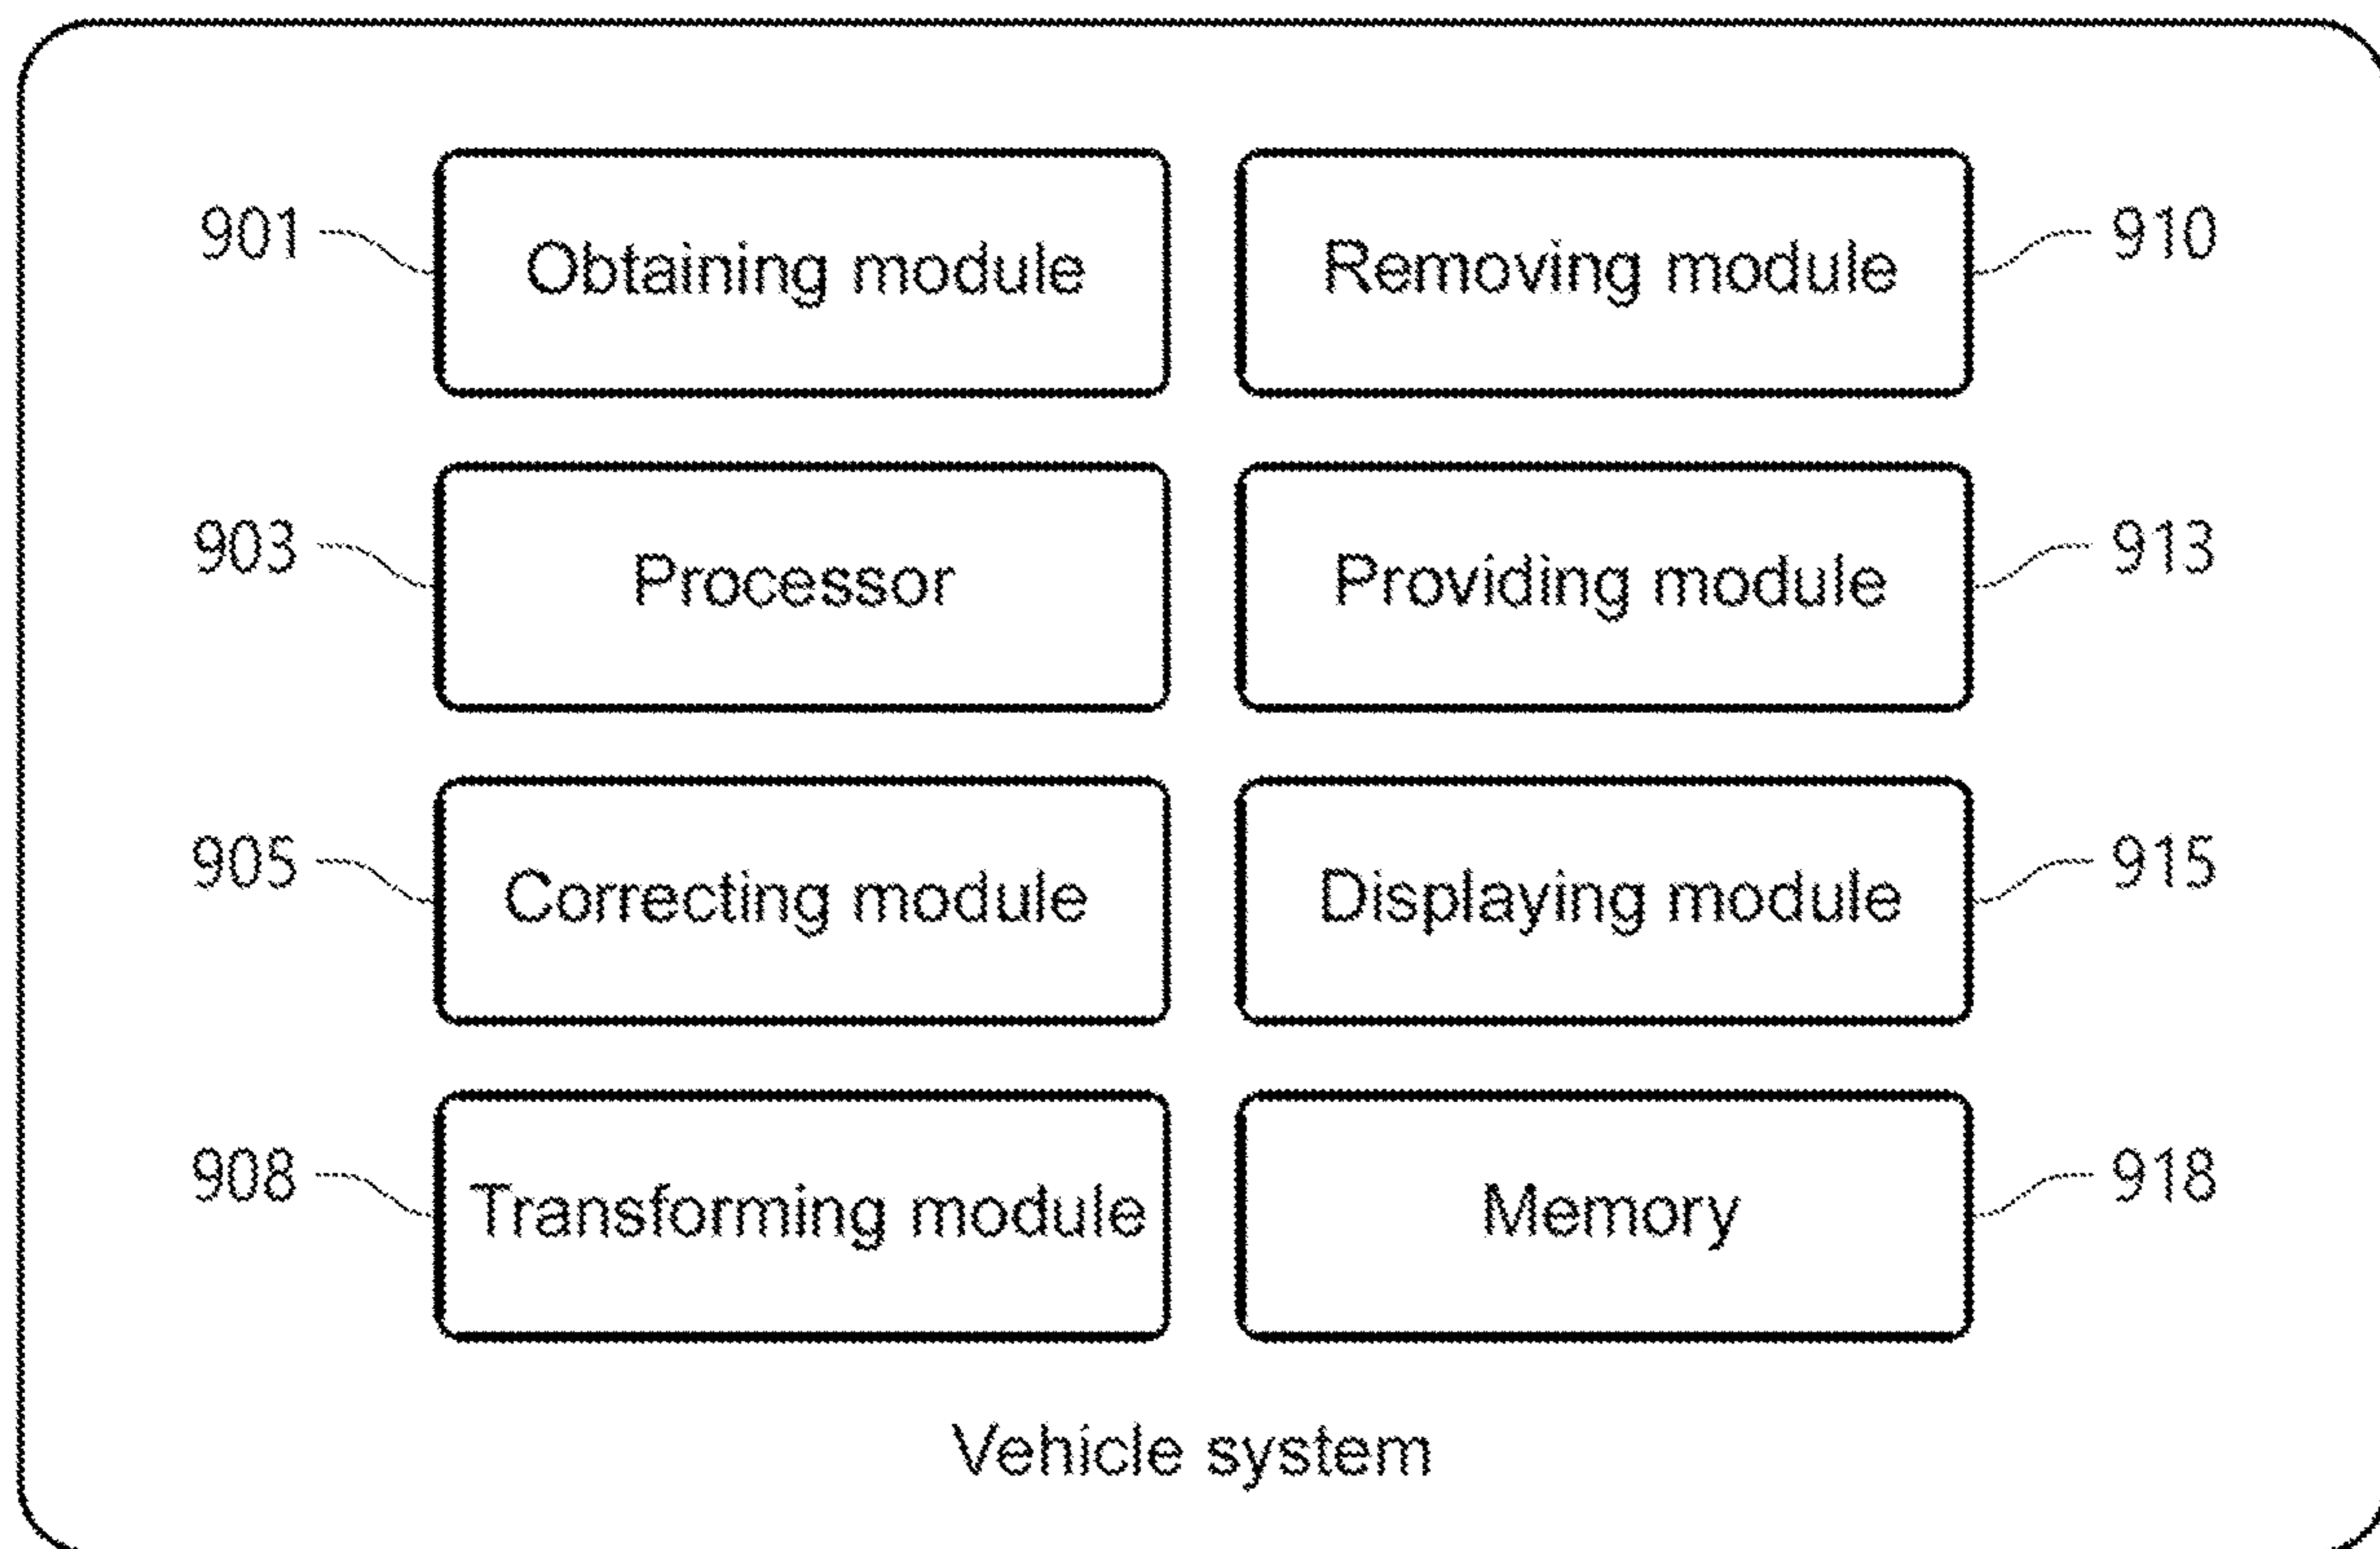 901 Obtaining module Removing module 910
903 Processor Providing module 913
905 Correcting module Displaying module 915
908 Transforming module Memory 918
Vehicle system